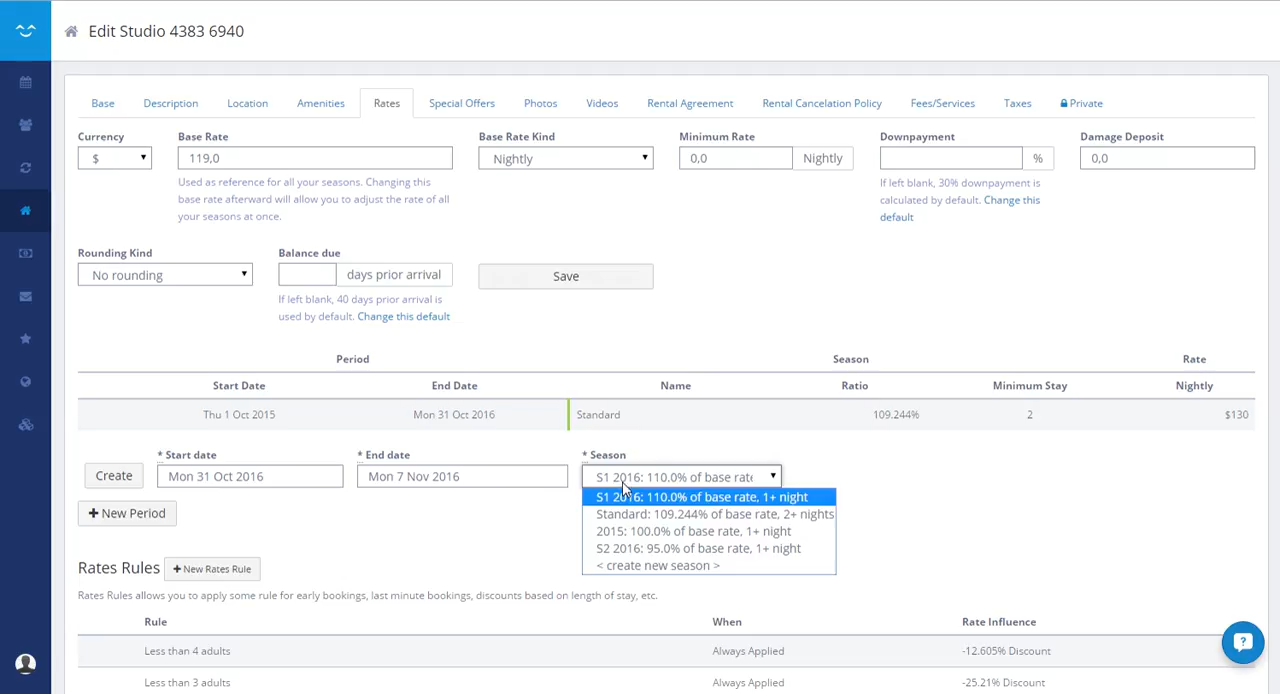 Edit Studio 4383 6940
Base Description Location Amenities Rates Special Offers Photos Videos Rental Agreement Rental Cancelation Policy Fees/Services Taxes Private
Currency Base Rate Base Rate Kind Minimum Rate Downpayment Damage Deposit
$ 119,0 Nightly 0,0 Nightly % 0,0
Used as reference for all your seasons. Changing this
base rate afterward will allow you to adjust the rate of all
your seasons at once.
If left blank, 30% downpayment is
calculated by default. Change this
default
Rounding Kind Balance due
No rounding days prior arrival Save
If left blank, 40 days prior arrival is
used by default. Change this default
Period Season Rate
Start Date End Date Name Ratio Minimum Stay Nightly
Thu 1 Oct 2015 Mon 31 Oct 2016 Standard 109.244% 2 $130
* Start date * End date * Season
Create Mon 31 Oct 2016 Mon 7 Nov 2016 S1 2016: 110.0% of base rate
S1 2016: 110.0% of base rate, 1+ night
Standard: 109.244% of base rate, 2+ nights
2015: 100.0% of base rate, 1+ night
S2 2016: 95.0% of base rate, 1+ night
< create new season >
+ New Period
Rates Rules + New Rates Rule
Rates Rules allows you to apply some rule for early bookings, last minute bookings, discounts based on length of stay, etc.
Rule When Rate Influence
Less than 4 adults Always Applied -12.605% Discount
Less than 3 adults Always Applied -25.21% Discount